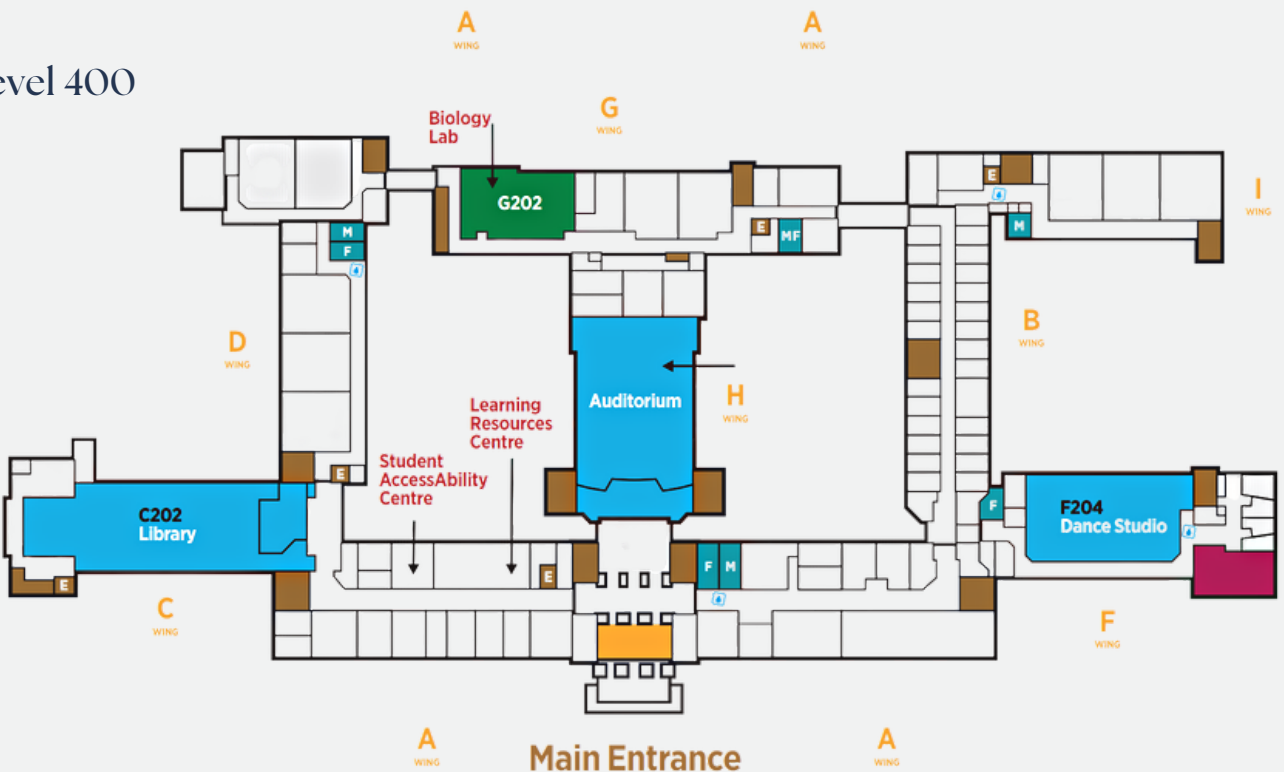 A
WING
A
WING
evel 400
G
WING
Biology
Lab
G202
E
I
WING
M
M
F
E
MF
B
WING
D
WING
Auditorium
H
WING
Learning
Resources
Centre
Student
AccessAbility
Centre
E
C202
Library
F
F204
Dance Studio
E
E
F
M
C
WING
F
WING
A
WING
Main Entrance
A
WING